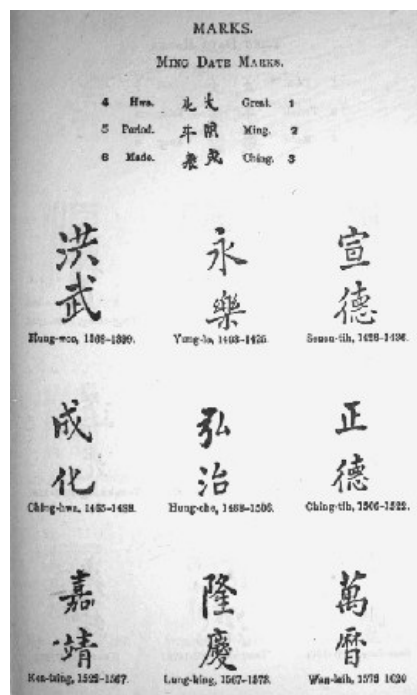 MARKS.
MING DATE MARKS.
4 Hwa. 化 大 Great. 1
5 Period. 年 明 Ming. 2
6 Made. 製 成 Ching. 3
洪武 永樂 宣德
Hung-woo, 1368-1399. Yung-lo, 1403-1425. Seuen-tih, 1426-1436.
成化 弘治 正德
Ching-hwa, 1465-1488. Hung-che, 1488-1506. Ching-tih, 1506-1522.
嘉靖 隆慶 萬曆
Kea-tsing, 1522-1567. Lung-king, 1567-1573. Wan-leih, 1573-1620